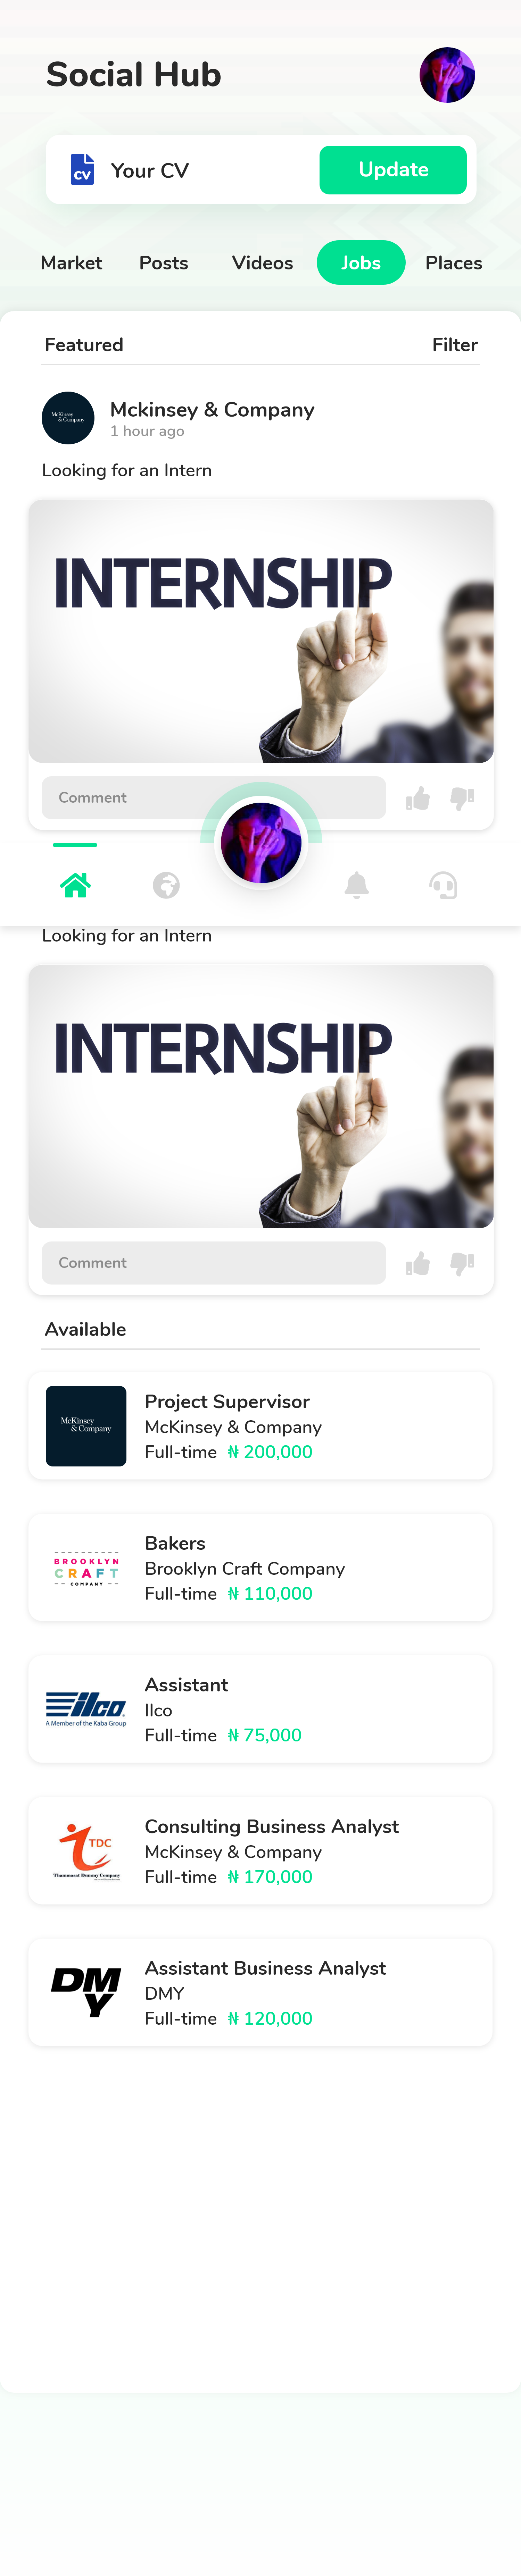 Social Hub
CV
Your CV
Update
Market
Posts
Videos
Jobs
Places
Featured
Filter
McKinsey
& Company
Mckinsey & Company
1 hour ago
Looking for an Intern
INTERNSHIP
Comment
Looking for an Intern
INTERNSHIP
Comment
Available
McKinsey
& Company
Project Supervisor
McKinsey & Company
Full-time ₦ 200,000
BROOKLYN
CRAFT
COMPANY
Bakers
Brooklyn Craft Company
Full-time ₦ 110,000
ilco
A Member of the Kaba Group
Assistant
Ilco
Full-time ₦ 75,000
TDC
Consulting Business Analyst
McKinsey & Company
Full-time ₦ 170,000
DMY
Assistant Business Analyst
DMY
Full-time ₦ 120,000